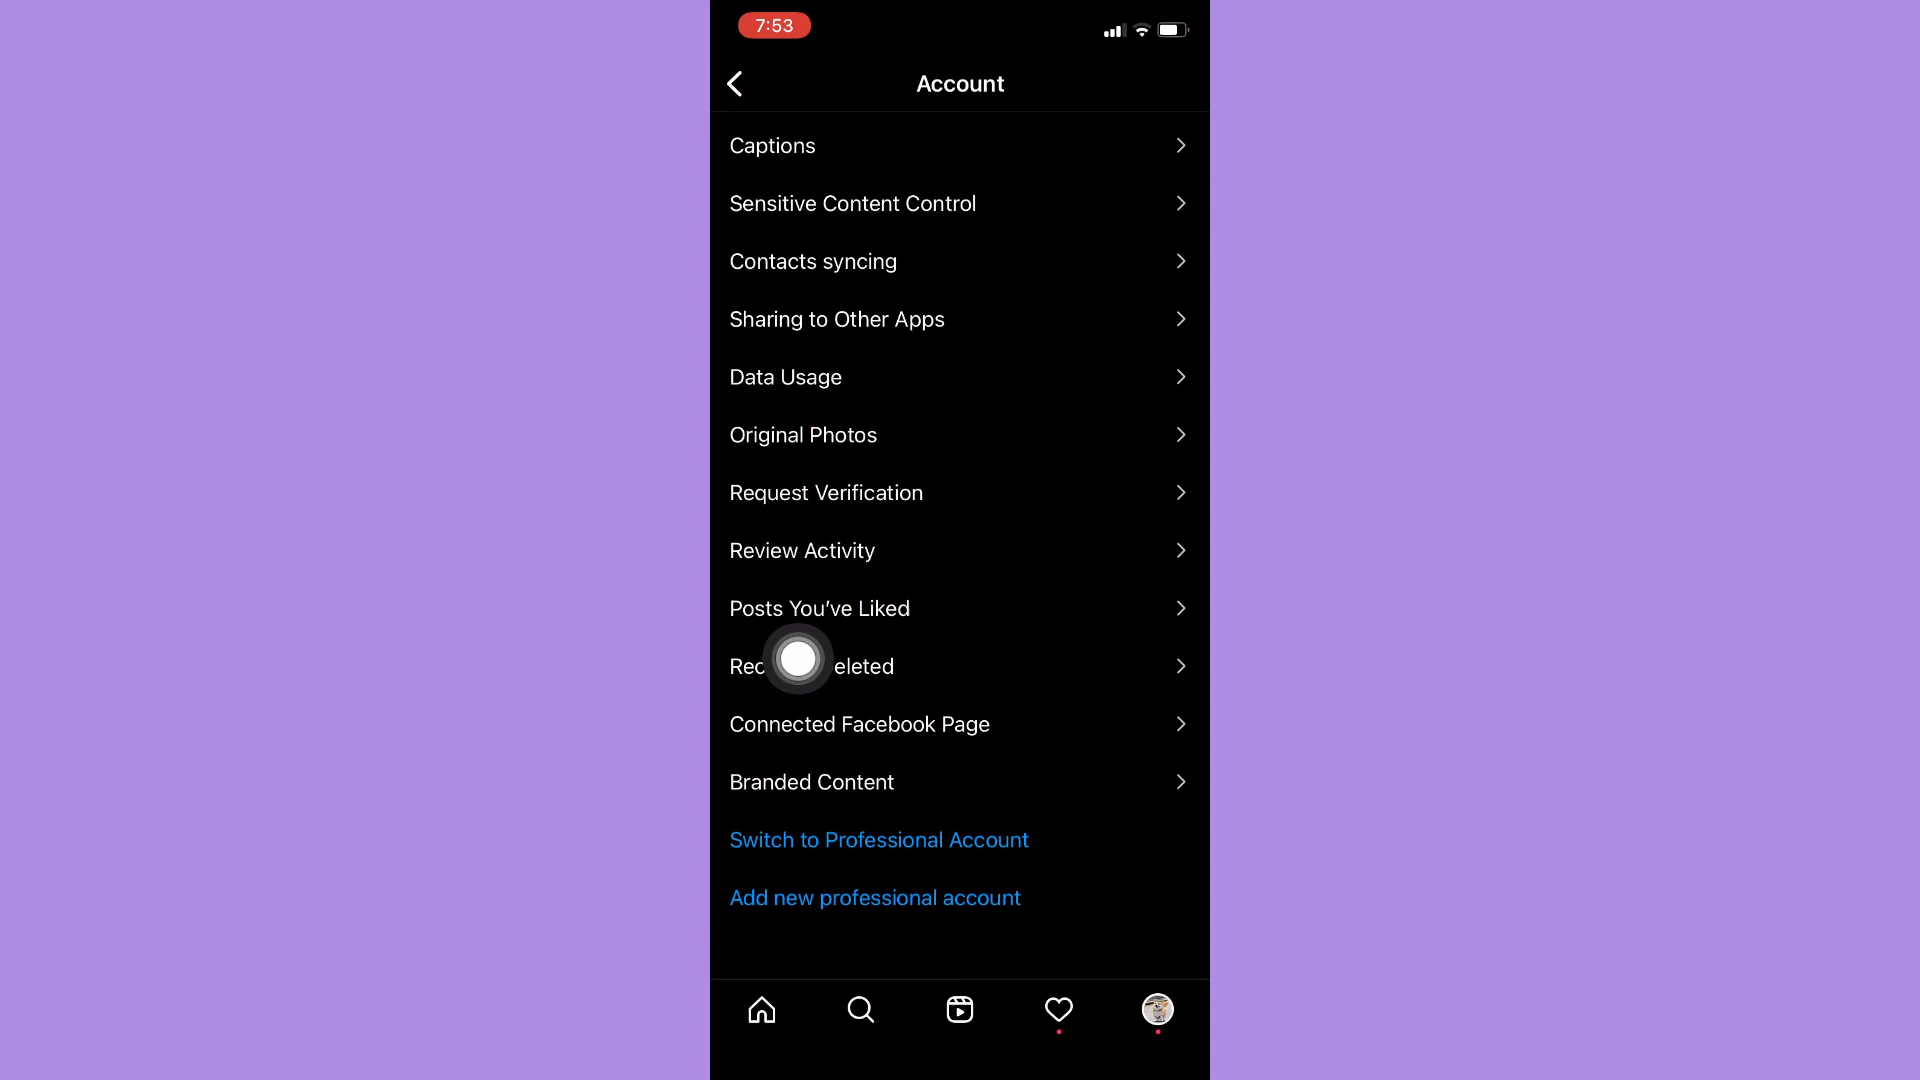 7:53
Account
Captions
Sensitive Content Control
Contacts syncing
Sharing to Other Apps
Data Usage
Original Photos
Request Verification
Review Activity
Posts You've Liked
Rec eleted
Connected Facebook Page
Branded Content
Switch to Professional Account
Add new professional account